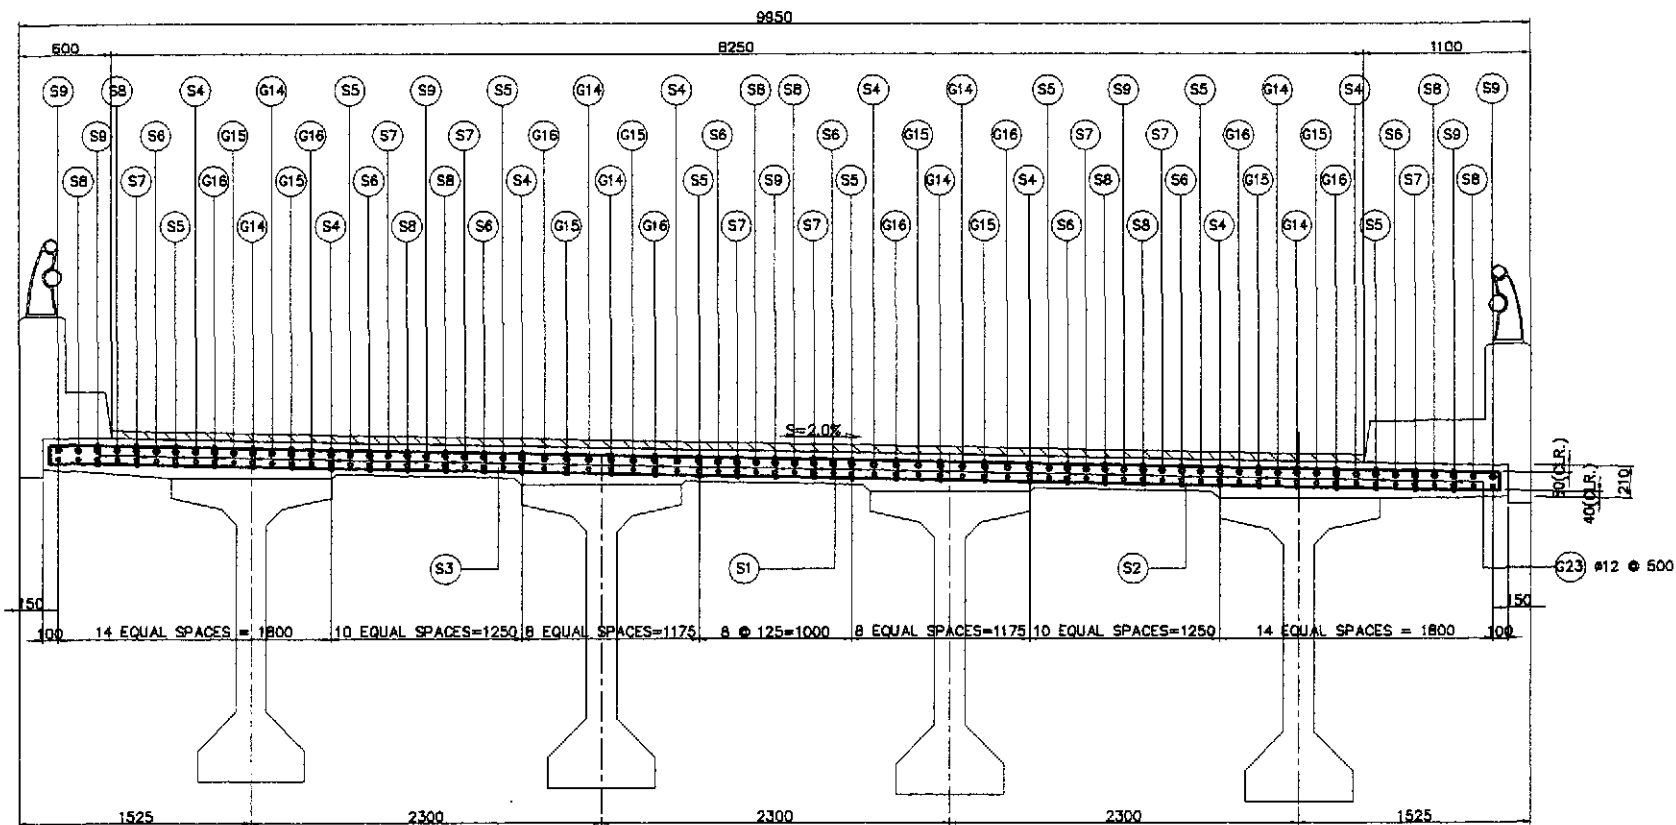 9950
600 8250 1100
S9 S8 S4 G14 S5 S9 S5 G14 S4 S8 S8 S4 G14 S5 S9 S5 G14 S4 S8 S9
S9 S6 G15 G16 S7 S7 G16 G15 S6 S6 G15 G16 S7 S7 G16 G15 S6 S9
S8 S7 G16 G15 S6 S8 S4 G14 S5 S9 S5 G14 S4 S8 S6 G15 G16 S7 S8
S5 G14 S4 S8 S6 G15 G16 S7 S7 G16 G15 S6 S8 S4 G14 S5
S=2.0%
50(CLR.)
40(CLR.)
210
S3 S1 S2 G23 ø12 @ 500
150 150
100 14 EQUAL SPACES = 1800 10 EQUAL SPACES=1250 8 EQUAL SPACES=1175 8 @ 125=1000 8 EQUAL SPACES=1175 10 EQUAL SPACES=1250 14 EQUAL SPACES = 1800 100
1525 2300 2300 2300 1525